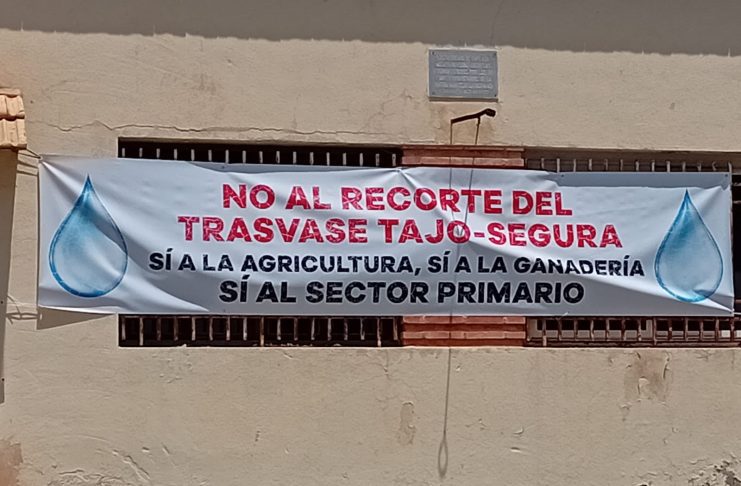 NO AL RECORTE DEL
TRASVASE TAJO-SEGURA
SÍ A LA AGRICULTURA, SÍ A LA GANADERÍA
SÍ AL SECTOR PRIMARIO